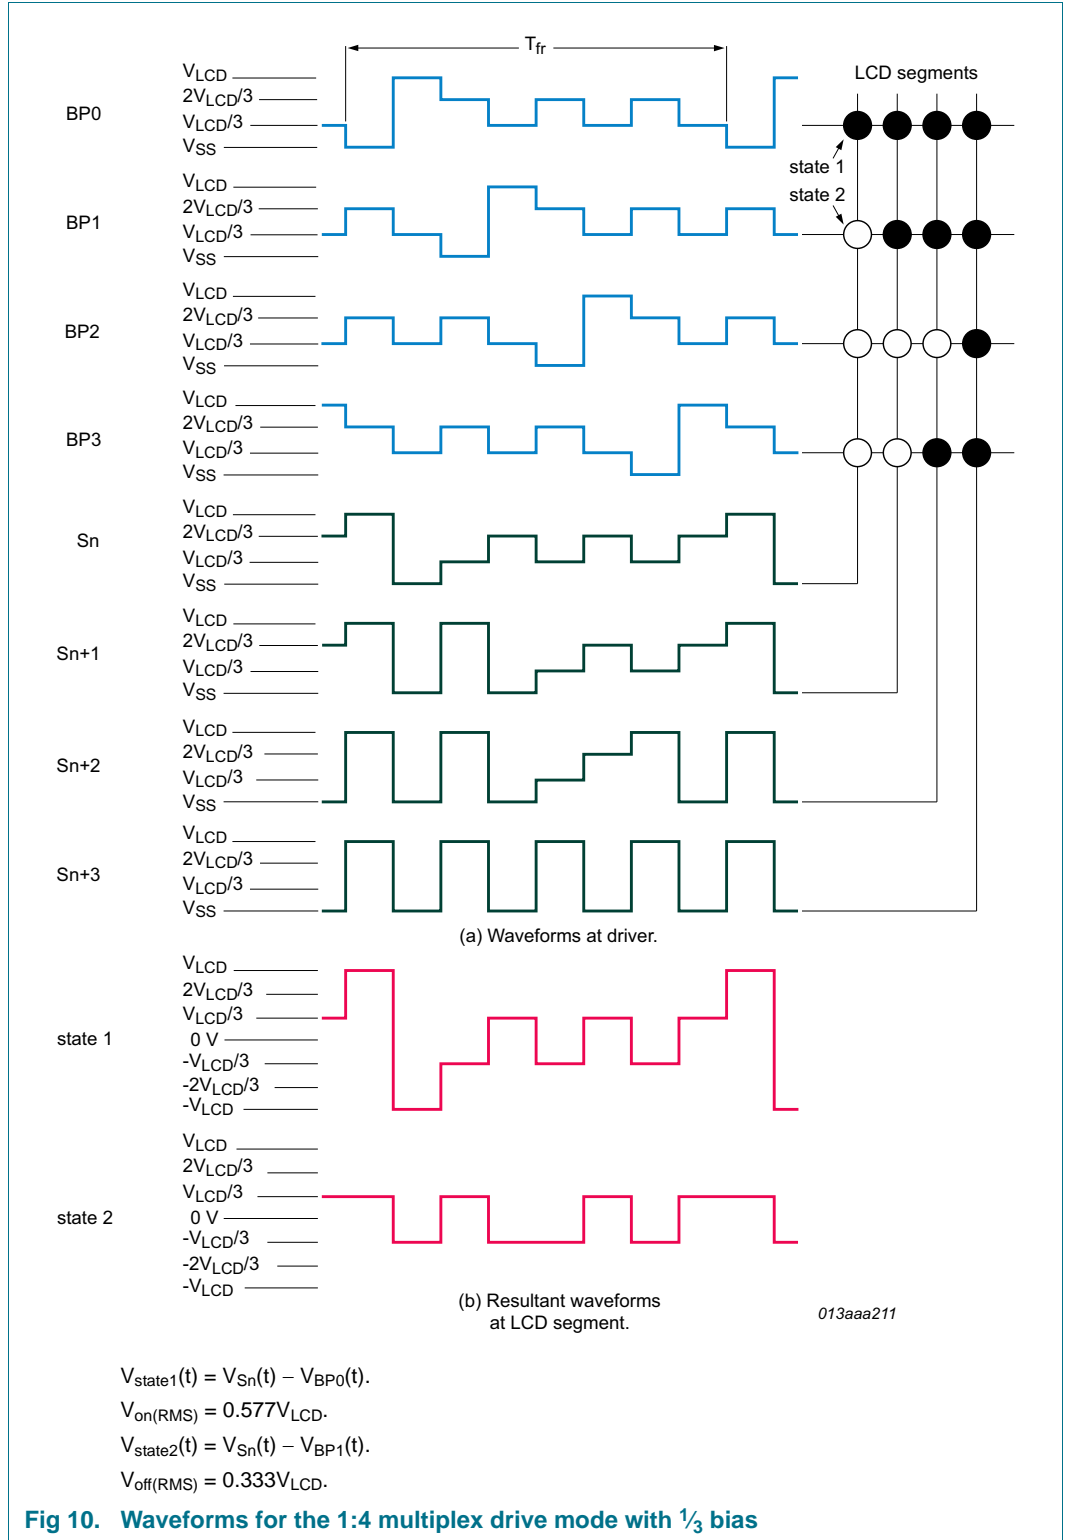 Tfr
BP0
VLCD
2VLCD/3
VLCD/3
VSS
LCD segments
state 1
state 2
BP1
VLCD
2VLCD/3
VLCD/3
VSS
BP2
VLCD
2VLCD/3
VLCD/3
VSS
BP3
VLCD
2VLCD/3
VLCD/3
VSS
Sn
VLCD
2VLCD/3
VLCD/3
VSS
Sn+1
VLCD
2VLCD/3
VLCD/3
VSS
Sn+2
VLCD
2VLCD/3
VLCD/3
VSS
Sn+3
VLCD
2VLCD/3
VLCD/3
VSS
(a) Waveforms at driver.
state 1
VLCD
2VLCD/3
VLCD/3
0 V
-VLCD/3
-2VLCD/3
-VLCD
state 2
VLCD
2VLCD/3
VLCD/3
0 V
-VLCD/3
-2VLCD/3
-VLCD
(b) Resultant waveforms
at LCD segment.
013aaa211
Vstate1(t) = VSn(t) − VBP0(t).
Von(RMS) = 0.577VLCD.
Vstate2(t) = VSn(t) − VBP1(t).
Voff(RMS) = 0.333VLCD.
Fig 10. Waveforms for the 1:4 multiplex drive mode with 1⁄3 bias